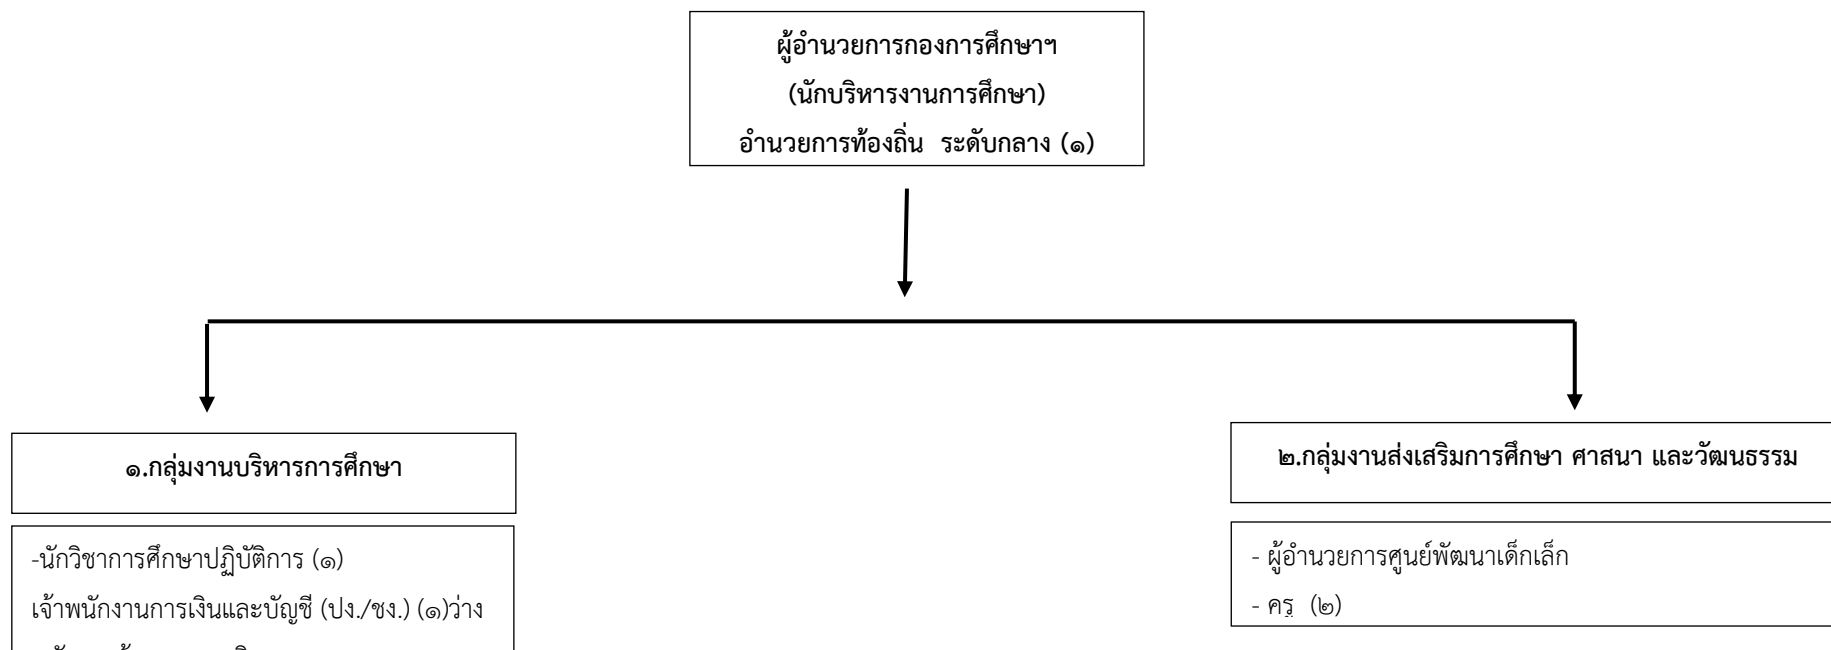 ผู้อำนวยการกองการศึกษาฯ
(นักบริหารงานการศึกษา)
อำนวยการท้องถิ่น ระดับกลาง (๑)
๑.กลุ่มงานบริหารการศึกษา
-นักวิชาการศึกษาปฏิบัติการ (๑)
เจ้าพนักงานการเงินและบัญชี (ปง./ชง.) (๑)ว่าง
๒.กลุ่มงานส่งเสริมการศึกษา ศาสนา และวัฒนธรรม
- ผู้อำนวยการศูนย์พัฒนาเด็กเล็ก
- ครู (๒)